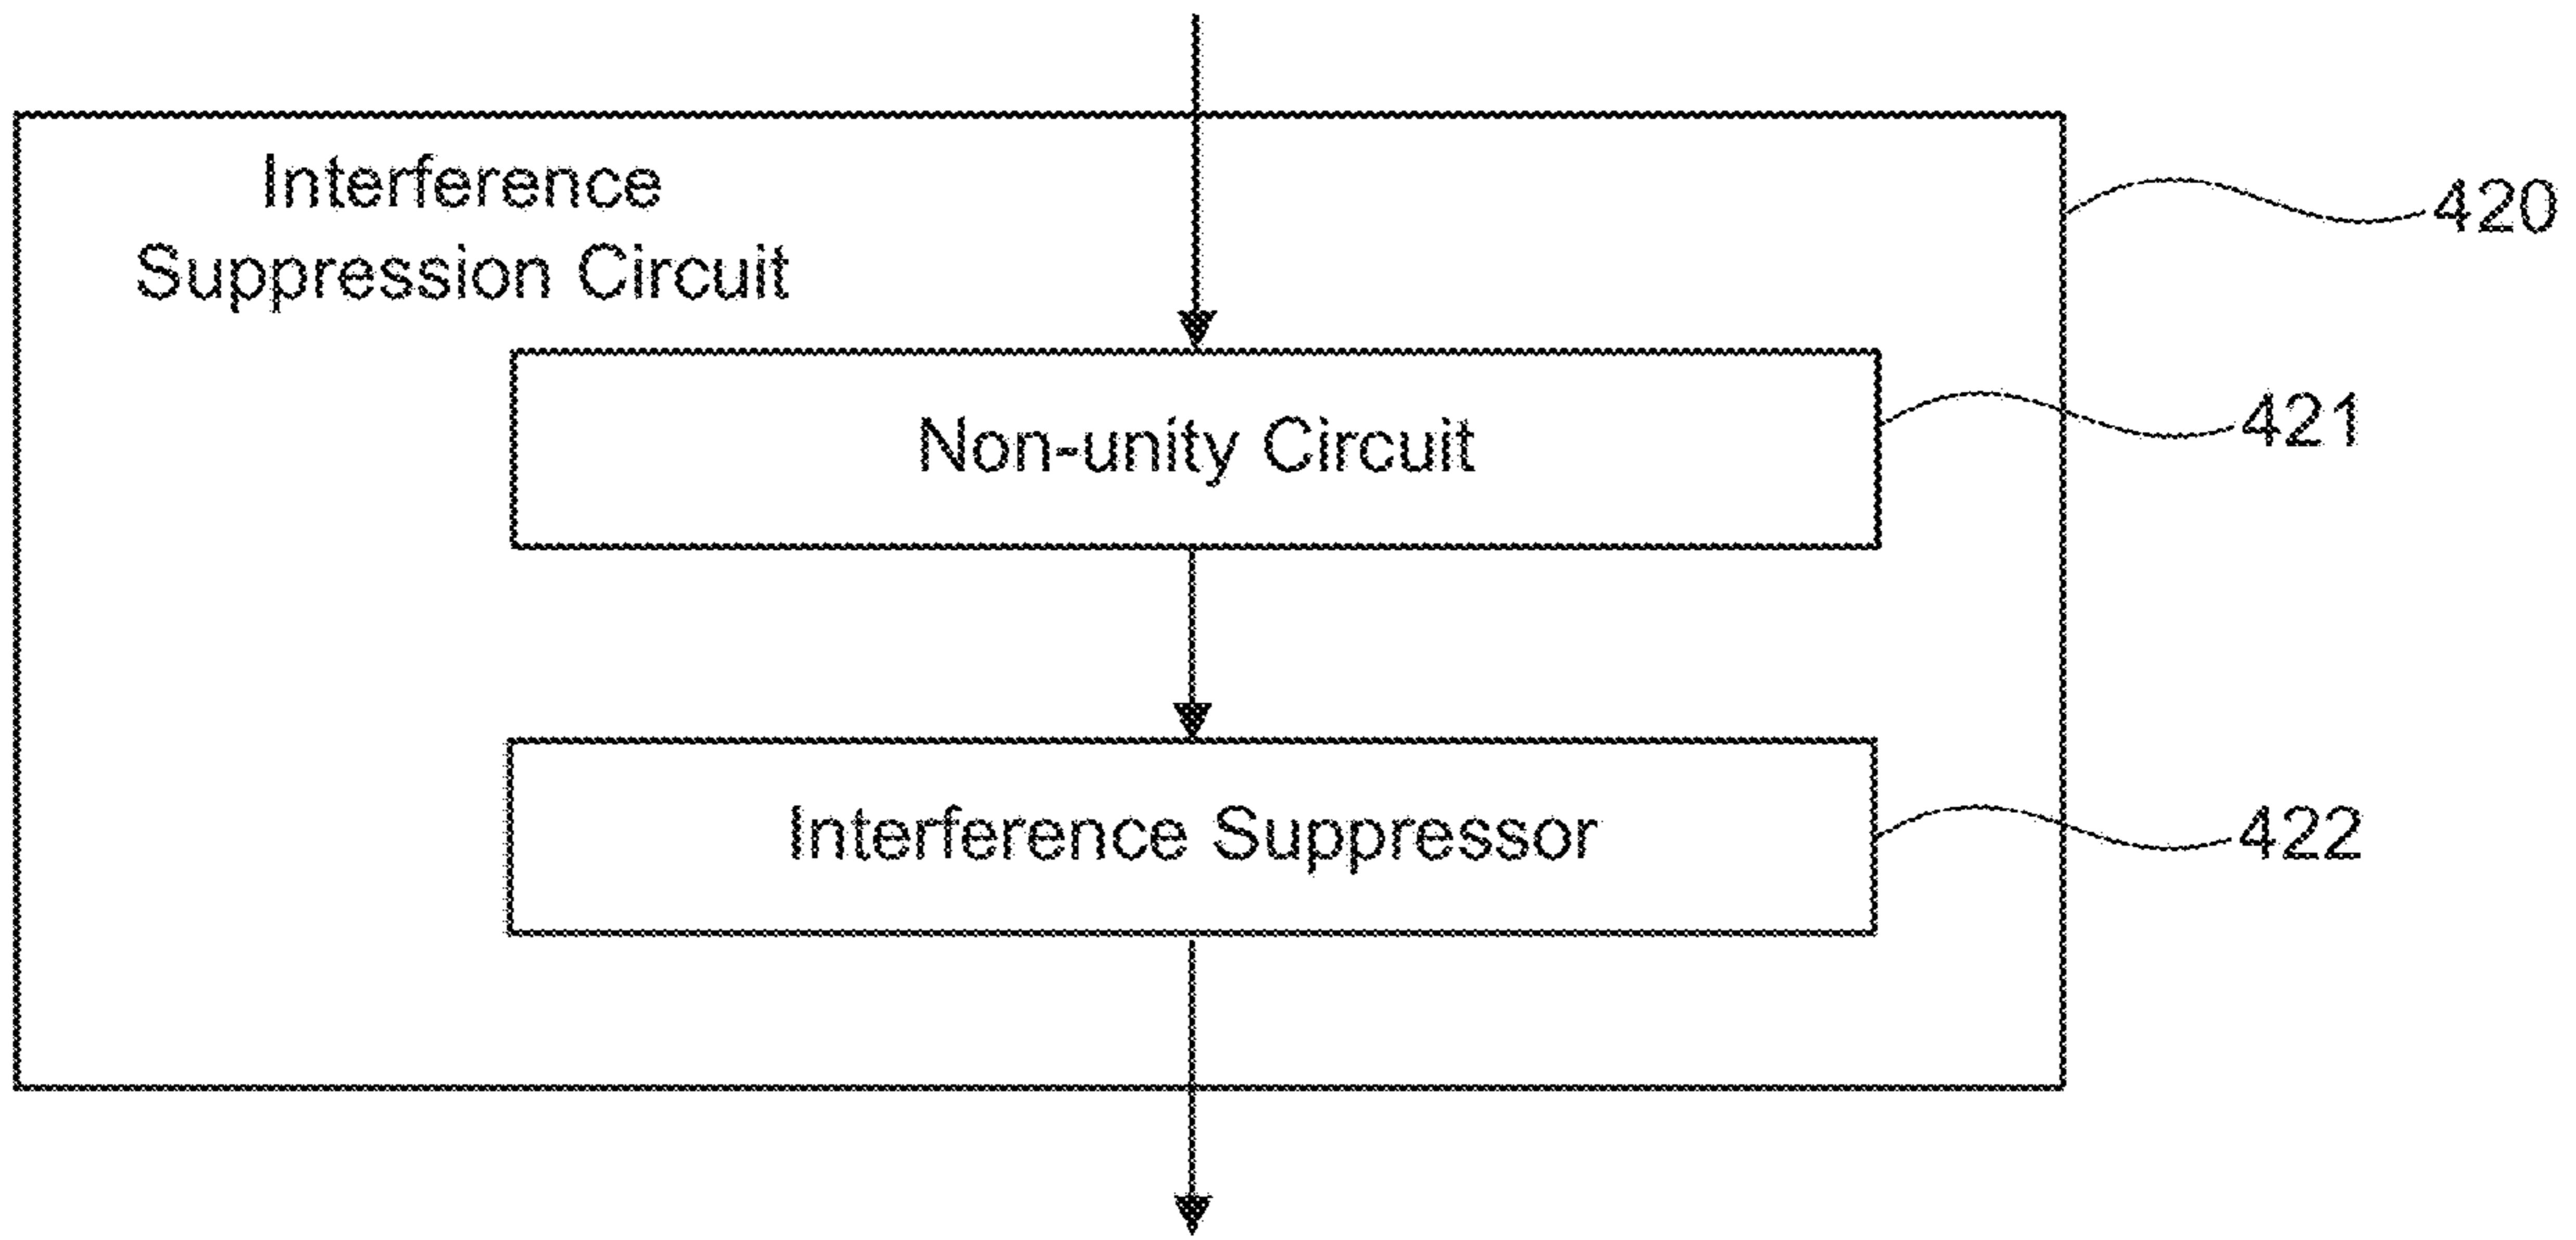 Interference
Suppression Circuit
420
Non-unity Circuit
421
Interference Suppressor
422